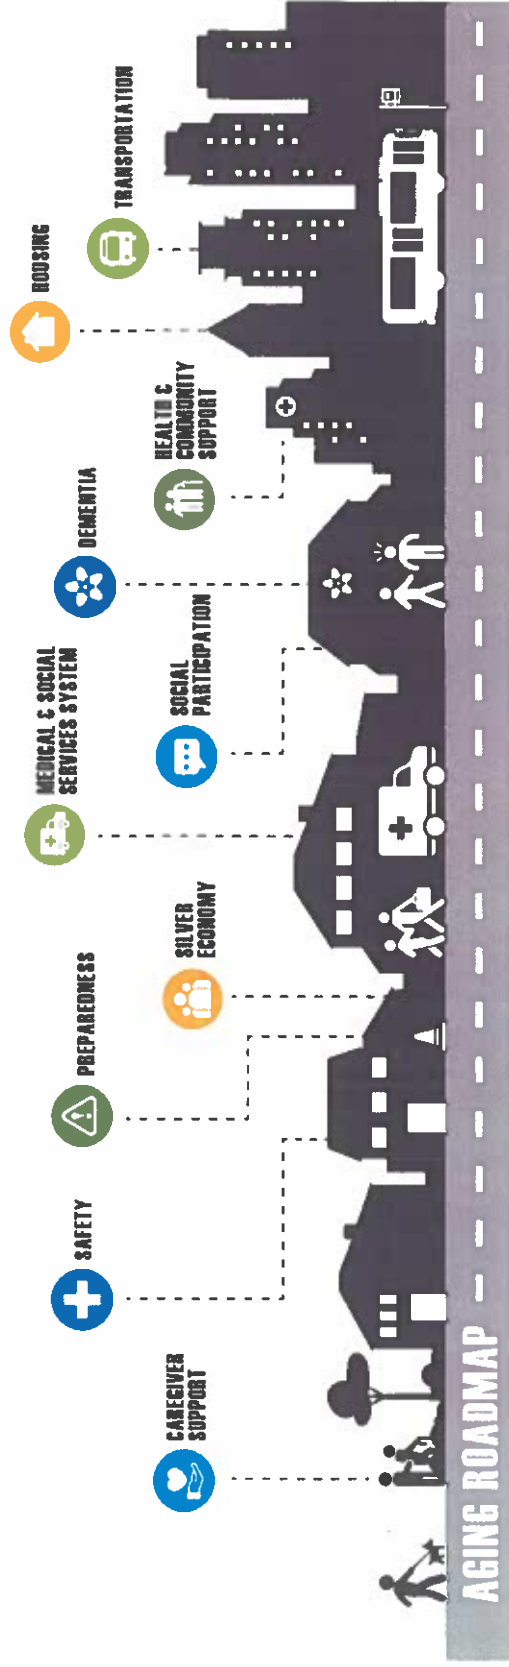 CAREGIVER
SUPPORT
SAFETY
PREPAREDNESS
SILVER
ECONOMY
MEDICAL & SOCIAL
SERVICES SYSTEM
SOCIAL
PARTICIPATION
DEMENTIA
HEALTH &
COMMUNITY
SUPPORT
HOUSING
TRANSPORTATION
AGING ROADMAP